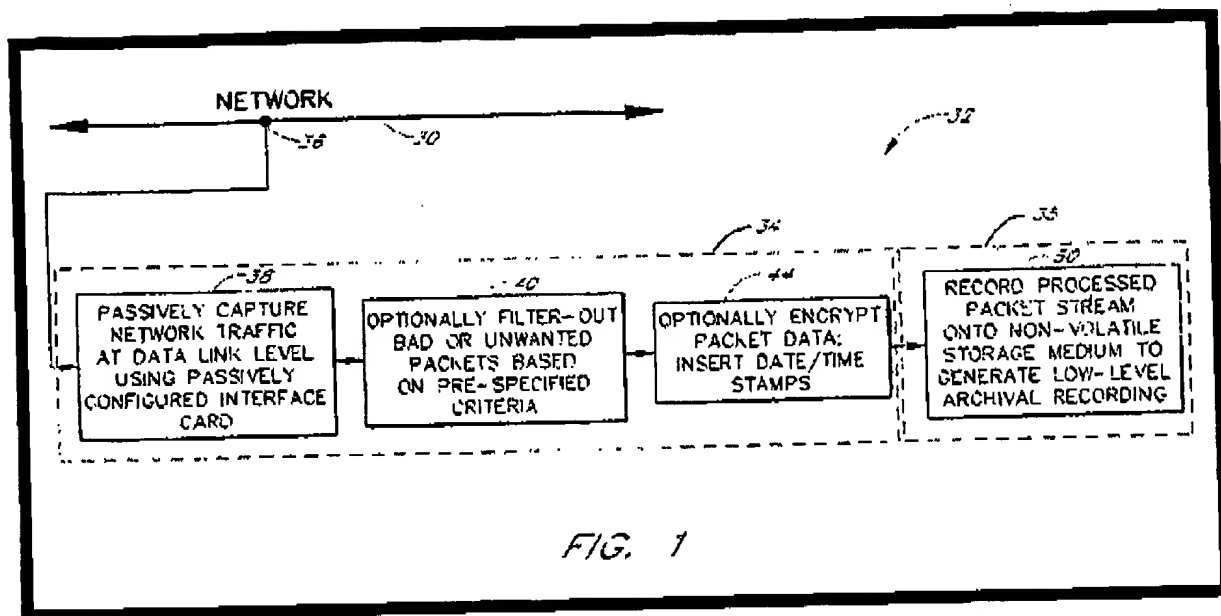 NETWORK
36
30
32
34
35
38
PASSIVELY CAPTURE
NETWORK TRAFFIC
AT DATA LINK LEVEL
USING PASSIVELY
CONFIGURED INTERFACE
CARD
40
OPTIONALLY FILTER-OUT
BAD OR UNWANTED
PACKETS BASED
ON PRE-SPECIFIED
CRITERIA
44
OPTIONALLY ENCRYPT
PACKET DATA;
INSERT DATE/TIME
STAMPS
50
RECORD PROCESSED
PACKET STREAM
ONTO NON-VOLATILE
STORAGE MEDIUM TO
GENERATE LOW-LEVEL
ARCHIVAL RECORDING
FIG. 1